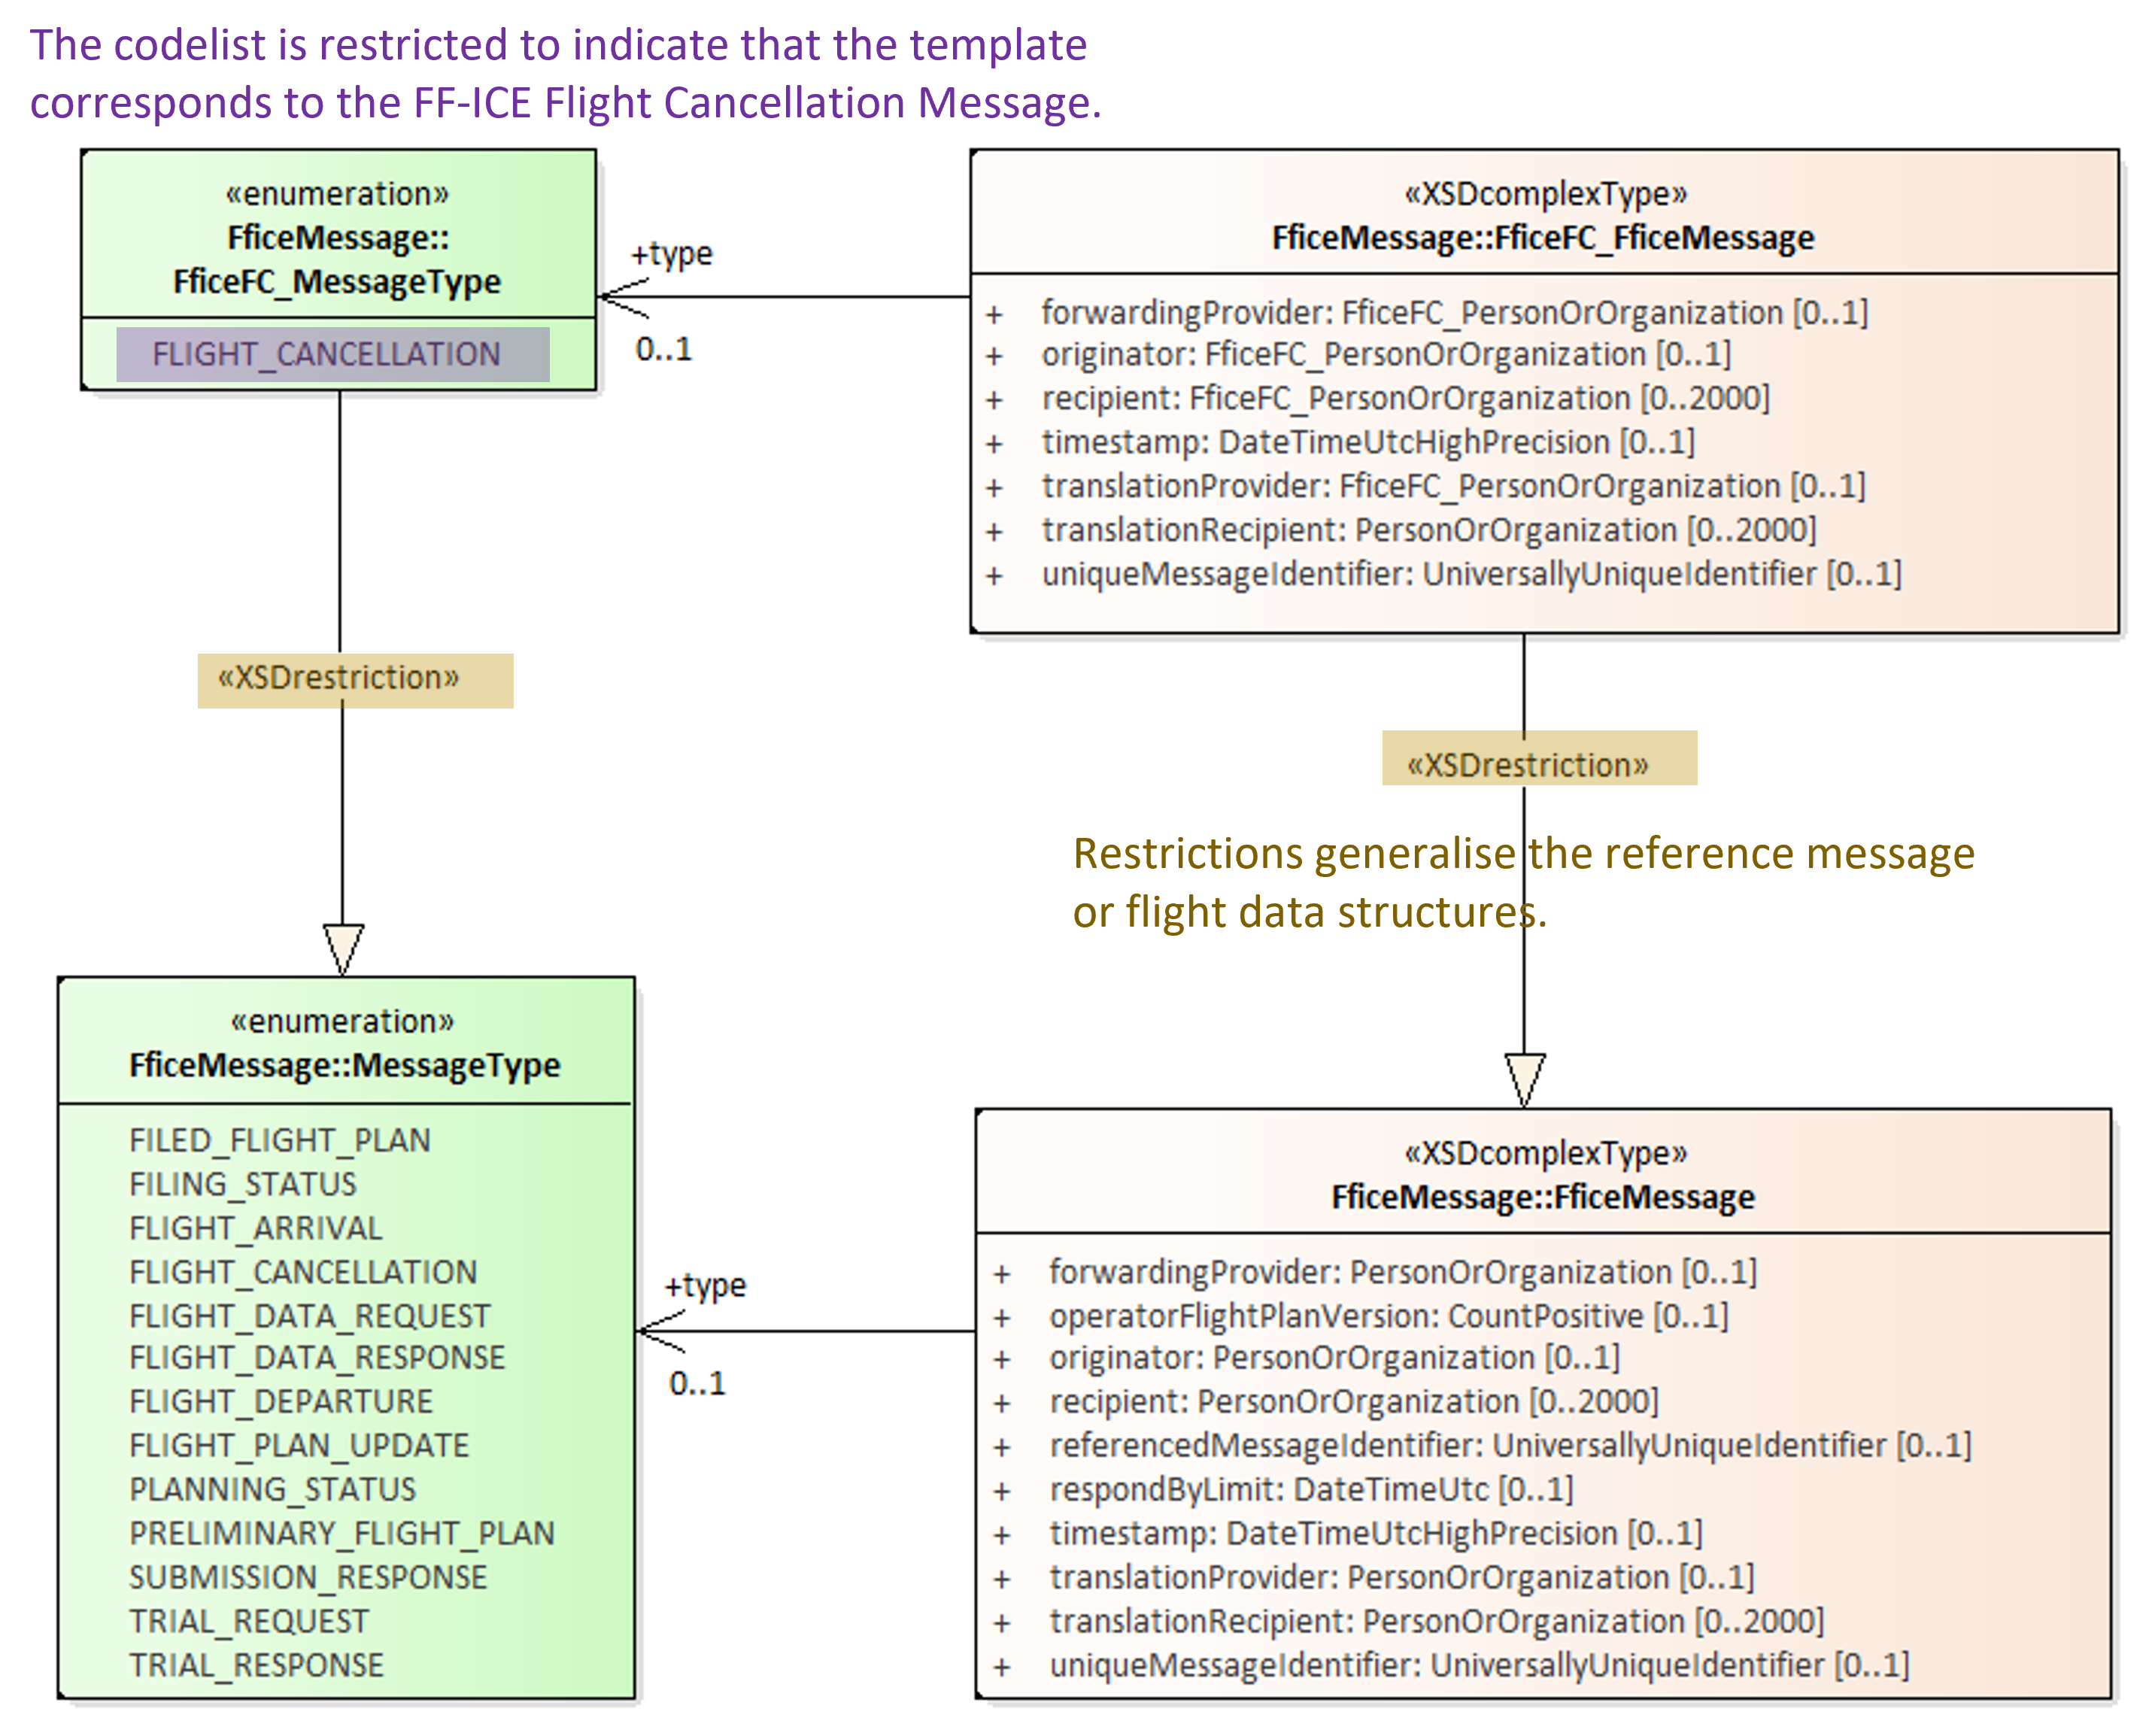 The codelist is restricted to indicate that the template
corresponds to the FF-ICE Flight Cancellation Message.
«enumeration»
FficeMessage::
FficeFC_MessageType
FLIGHT_CANCELLATION
+type
0..1
«XSDcomplexType»
FficeMessage::FficeFC_FficeMessage
+ forwardingProvider: FficeFC_PersonOrOrganization [0..1]
+ originator: FficeFC_PersonOrOrganization [0..1]
+ recipient: FficeFC_PersonOrOrganization [0..2000]
+ timestamp: DateTimeUtcHighPrecision [0..1]
+ translationProvider: FficeFC_PersonOrOrganization [0..1]
+ translationRecipient: PersonOrOrganization [0..2000]
+ uniqueMessageIdentifier: UniversallyUniqueIdentifier [0..1]
«XSDrestriction»
«XSDrestriction»
Restrictions generalise the reference message
or flight data structures.
«enumeration»
FficeMessage::MessageType
FILED_FLIGHT_PLAN
FILING_STATUS
FLIGHT_ARRIVAL
FLIGHT_CANCELLATION
FLIGHT_DATA_REQUEST
FLIGHT_DATA_RESPONSE
FLIGHT_DEPARTURE
FLIGHT_PLAN_UPDATE
PLANNING_STATUS
PRELIMINARY_FLIGHT_PLAN
SUBMISSION_RESPONSE
TRIAL_REQUEST
TRIAL_RESPONSE
+type
0..1
«XSDcomplexType»
FficeMessage::FficeMessage
+ forwardingProvider: PersonOrOrganization [0..1]
+ operatorFlightPlanVersion: CountPositive [0..1]
+ originator: PersonOrOrganization [0..1]
+ recipient: PersonOrOrganization [0..2000]
+ referencedMessageIdentifier: UniversallyUniqueIdentifier [0..1]
+ respondByLimit: DateTimeUtc [0..1]
+ timestamp: DateTimeUtcHighPrecision [0..1]
+ translationProvider: PersonOrOrganization [0..1]
+ translationRecipient: PersonOrOrganization [0..2000]
+ uniqueMessageIdentifier: UniversallyUniqueIdentifier [0..1]